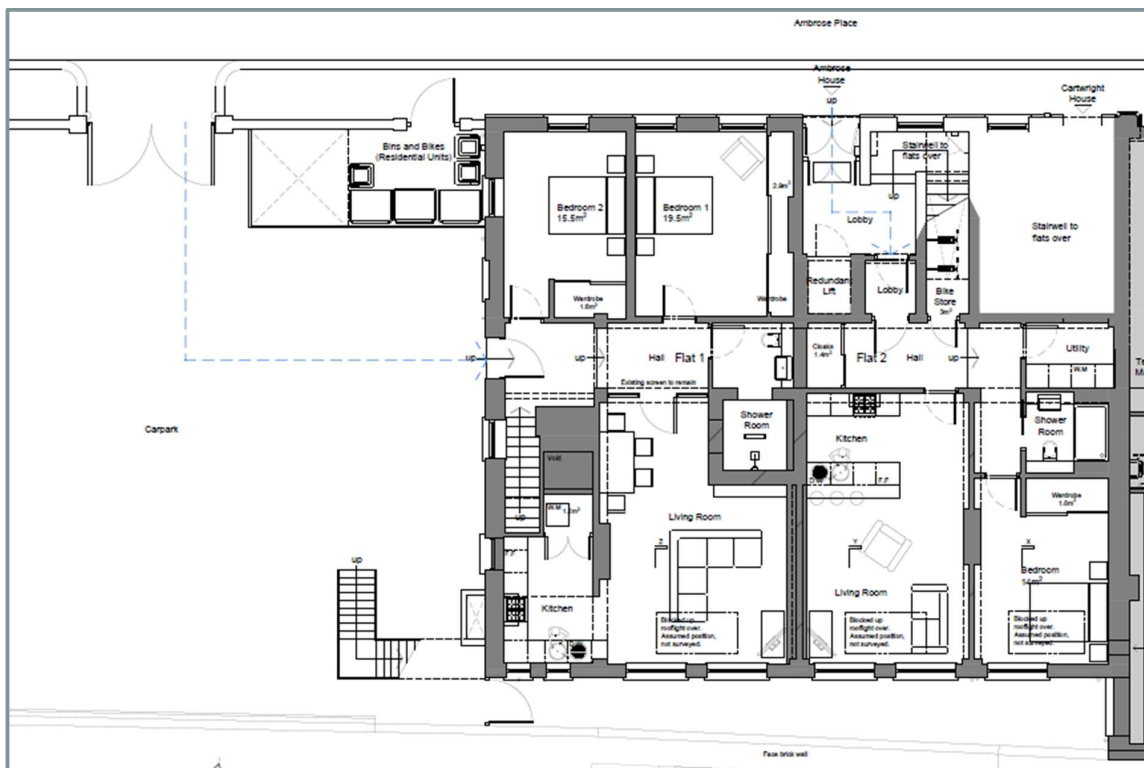 Ambrose Place
Ambrose
House
up
Cartwright
House
Bins and Bikes
(Residential Units)
Stairwell to
flats over
up
Bedroom 2
15.5m²
Bedroom 1
19.5m²
2.9m²
Lobby
Stairwell to
flats over
Redundant
Lift
Lobby
Bike
Store
3m²
Wardrobe
1.6m²
Wardrobe
up
up
Hall
Flat 1
Existing screen to remain
Cloaks
1.4m²
Flat 2
Hall
up
Utility
W.M
Carpark
Shower
Room
Kitchen
Shower
Room
Void
W.M
F.F
Wardrobe
1.8m²
up
Living Room
Z
Y
X
up
F.F
Bedroom
Kitchen
Living Room
Blocked up
rooflight over.
Assumed position,
not surveyed.
Blocked up
rooflight over.
Assumed position,
not surveyed.
Blocked up
rooflight over.
Assumed position,
not surveyed.
Face brick wall